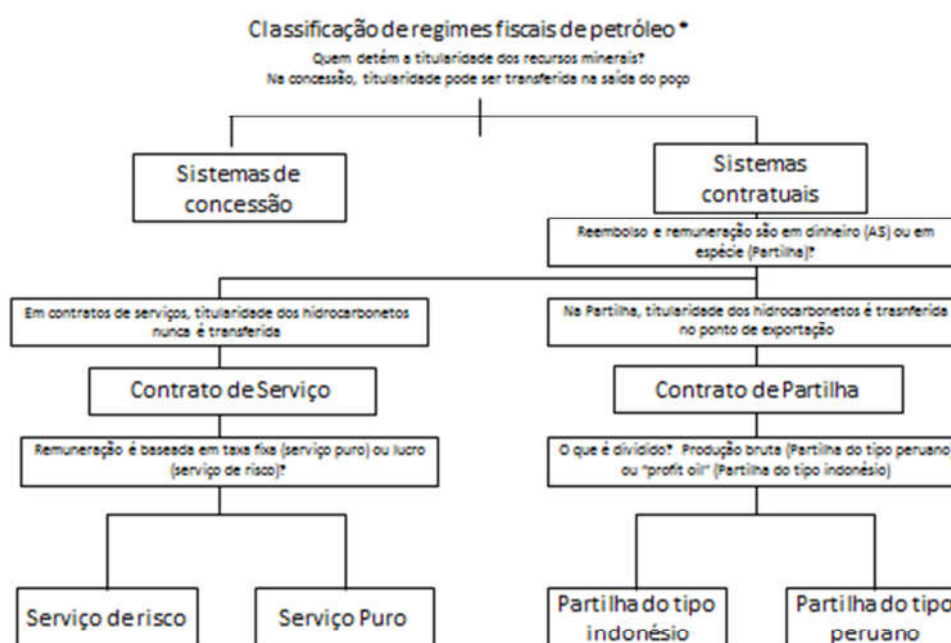 Classificação de regimes fiscais de petróleo *
Quem detém a titularidade dos recursos minerais?
Na concessão, titularidade pode ser transferida na saída do poço
Sistemas de
concessão
Sistemas
contratuais
Reembolso e remuneração são em dinheiro (AS) ou em
espécie (Partilha)?
Em contratos de serviços, titularidade dos hidrocarbonetos
nunca é transferida
Na Partilha, titularidade dos hidrocarbonetos é trasnferida
no ponto de exportação
Contrato de Serviço
Contrato de Partilha
Remuneração é baseada em taxa fixa (serviço puro) ou lucro
(serviço de risco)?
O que é dividido? Produção bruta (Partilha do tipo peruano)
ou "profit oil" (Partilha do tipo indonésio)
Serviço de risco
Serviço Puro
Partilha do tipo
indonésio
Partilha do tipo
peruano